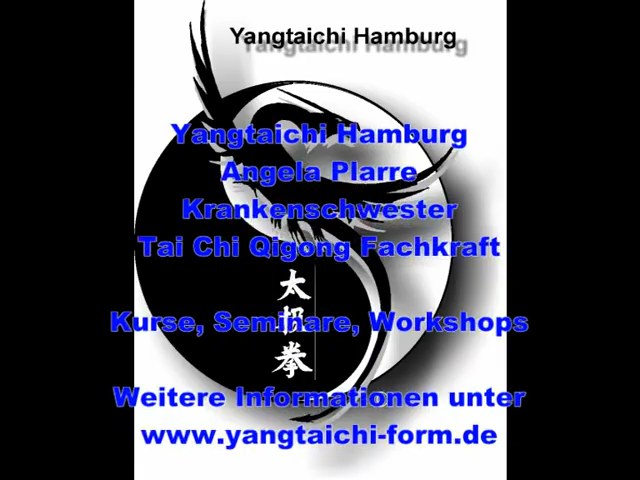 Yangtaichi Hamburg
Yangtaichi Hamburg
Angela Plarre
Krankenschwester
Tai Chi Qigong Fachkraft
太
拳
Kurse, Seminare, Workshops
Weitere Informationen unter
www.yangtaichi-form.de